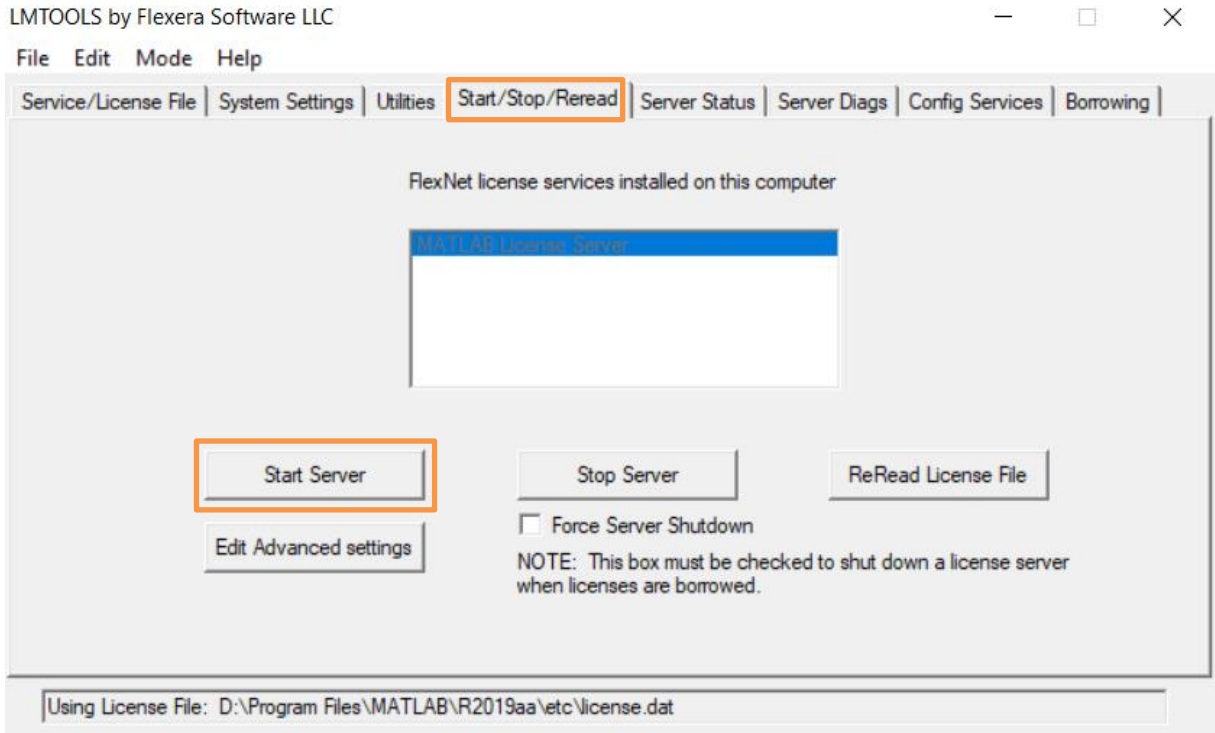 LMTOOLS by Flexera Software LLC
File Edit Mode Help
Service/License File System Settings Utilities Start/Stop/Reread Server Status Server Diags Config Services Borrowing
FlexNet license services installed on this computer
MATLAB License Server
Start Server Stop Server ReRead License File
Force Server Shutdown
Edit Advanced settings
NOTE: This box must be checked to shut down a license server
when licenses are borrowed.
Using License File: D:\Program Files\MATLAB\R2019aa\etc\license.dat